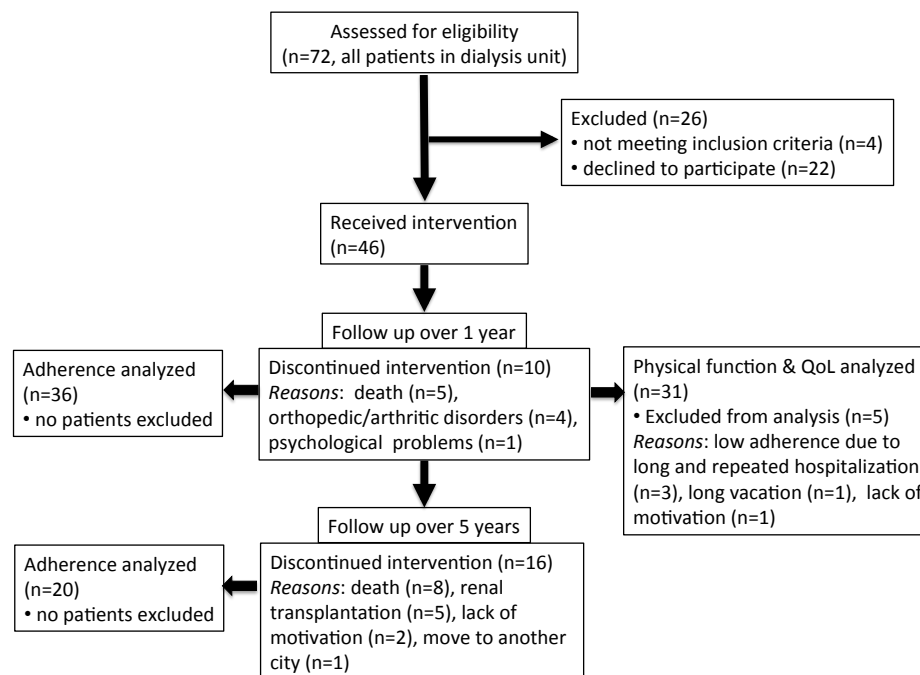 Assessed for eligibility
(n=72, all patients in dialysis unit)
Excluded (n=26)
• not meeting inclusion criteria (n=4)
• declined to participate (n=22)
Received intervention
(n=46)
Follow up over 1 year
Adherence analyzed
(n=36)
• no patients excluded
Discontinued intervention (n=10)
Reasons: death (n=5),
orthopedic/arthritic disorders (n=4),
psychological problems (n=1)
Physical function & QoL analyzed
(n=31)
• Excluded from analysis (n=5)
Reasons: low adherence due to
long and repeated hospitalization
(n=3), long vacation (n=1), lack of
motivation (n=1)
Follow up over 5 years
Adherence analyzed
(n=20)
• no patients excluded
Discontinued intervention (n=16)
Reasons: death (n=8), renal
transplantation (n=5), lack of
motivation (n=2), move to another
city (n=1)